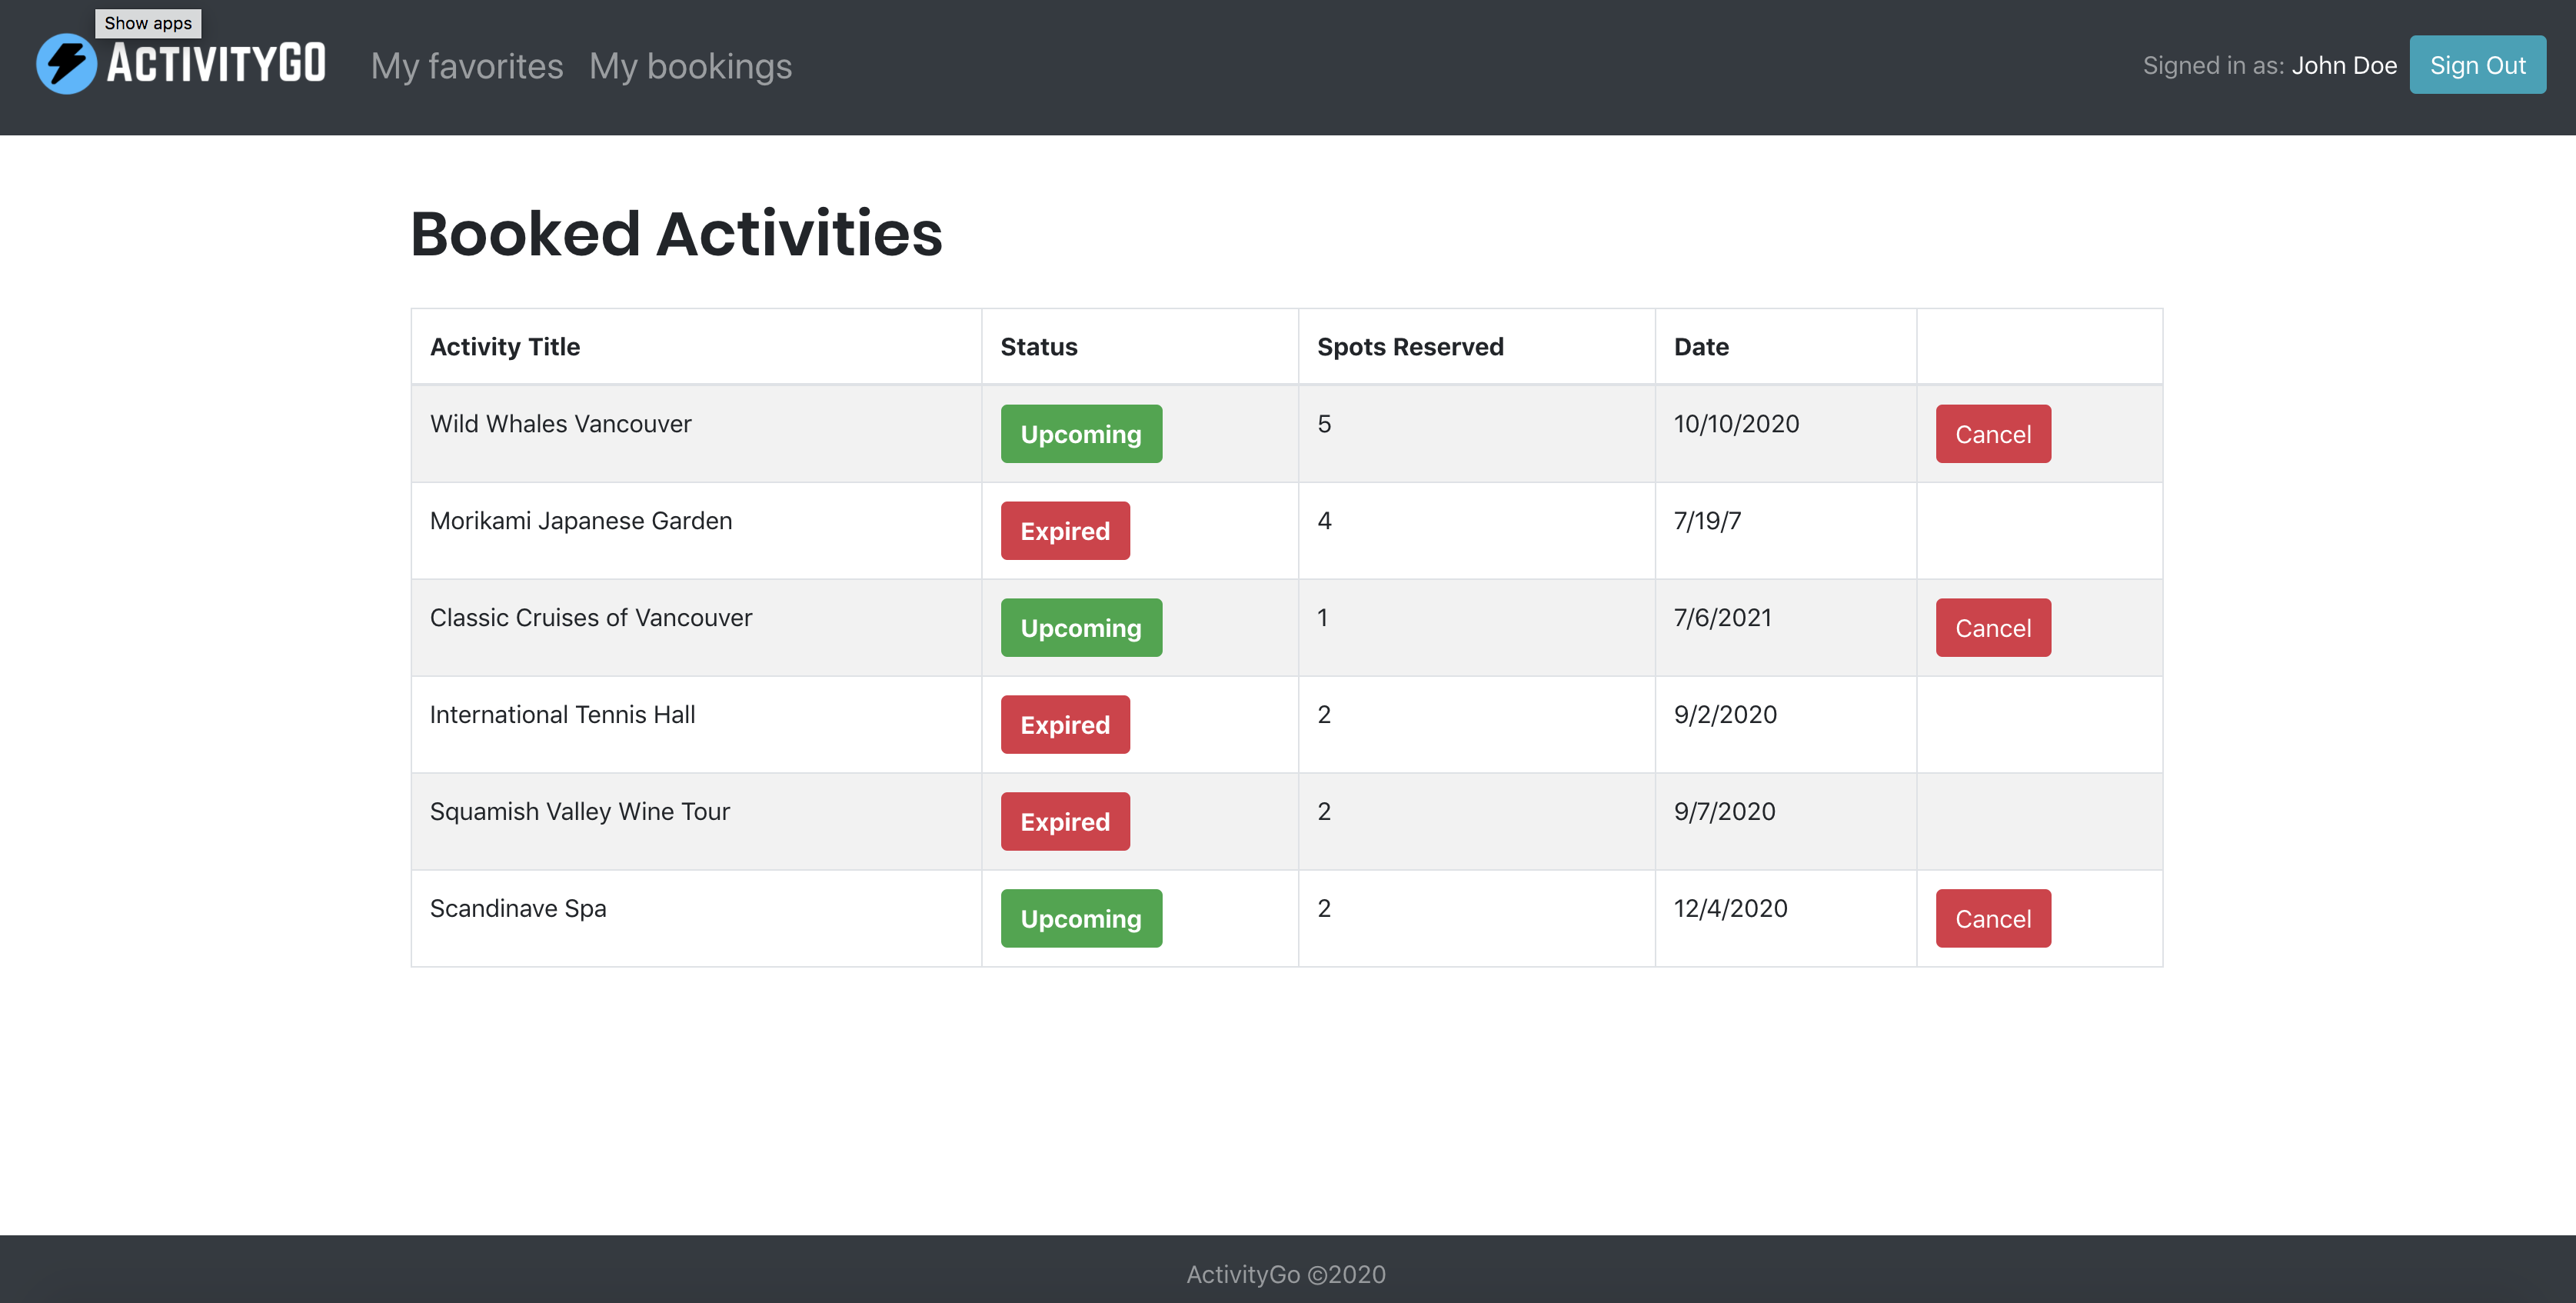 Show apps
ActivityGo My favorites My bookings Signed in as: John Doe Sign Out
Booked Activities
Activity Title Status Spots Reserved Date
Wild Whales Vancouver Upcoming 5 10/10/2020 Cancel
Morikami Japanese Garden Expired 4 7/19/7
Classic Cruises of Vancouver Upcoming 1 7/6/2021 Cancel
International Tennis Hall Expired 2 9/2/2020
Squamish Valley Wine Tour Expired 2 9/7/2020
Scandinave Spa Upcoming 2 12/4/2020 Cancel
ActivityGo ©2020